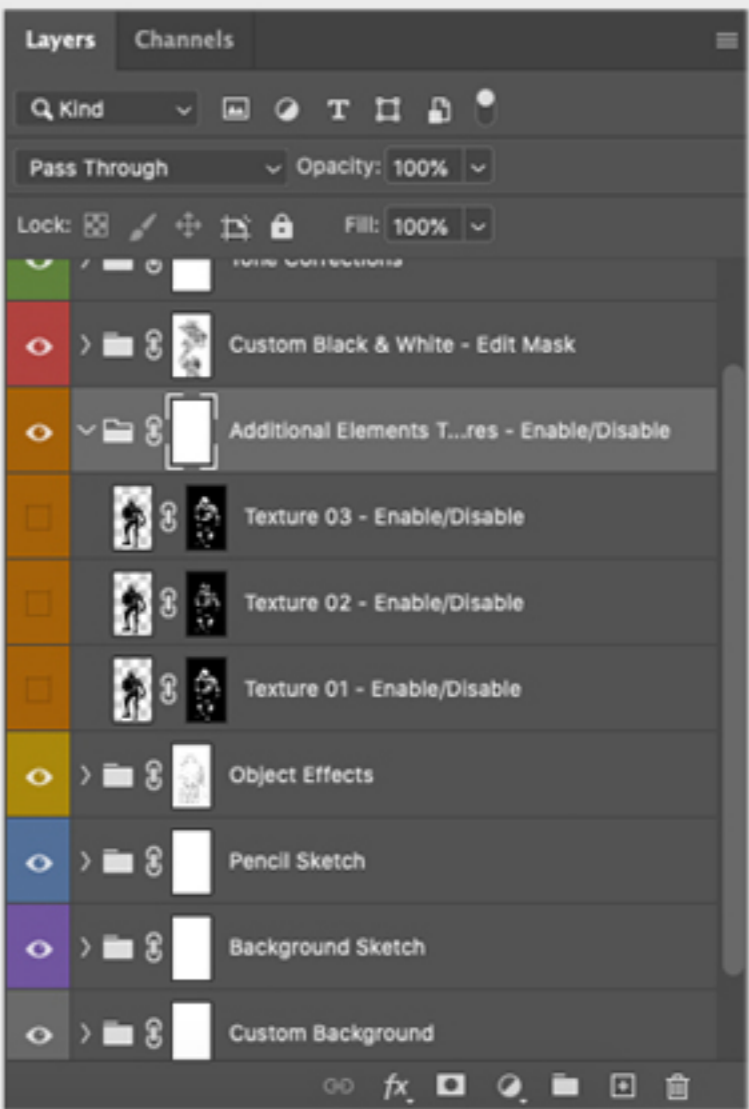 Layers Channels
Kind
Pass Through Opacity: 100%
Lock: Fill: 100%
Tone Corrections
Custom Black & White - Edit Mask
Additional Elements T...res - Enable/Disable
Texture 03 - Enable/Disable
Texture 02 - Enable/Disable
Texture 01 - Enable/Disable
Object Effects
Pencil Sketch
Background Sketch
Custom Background
fx